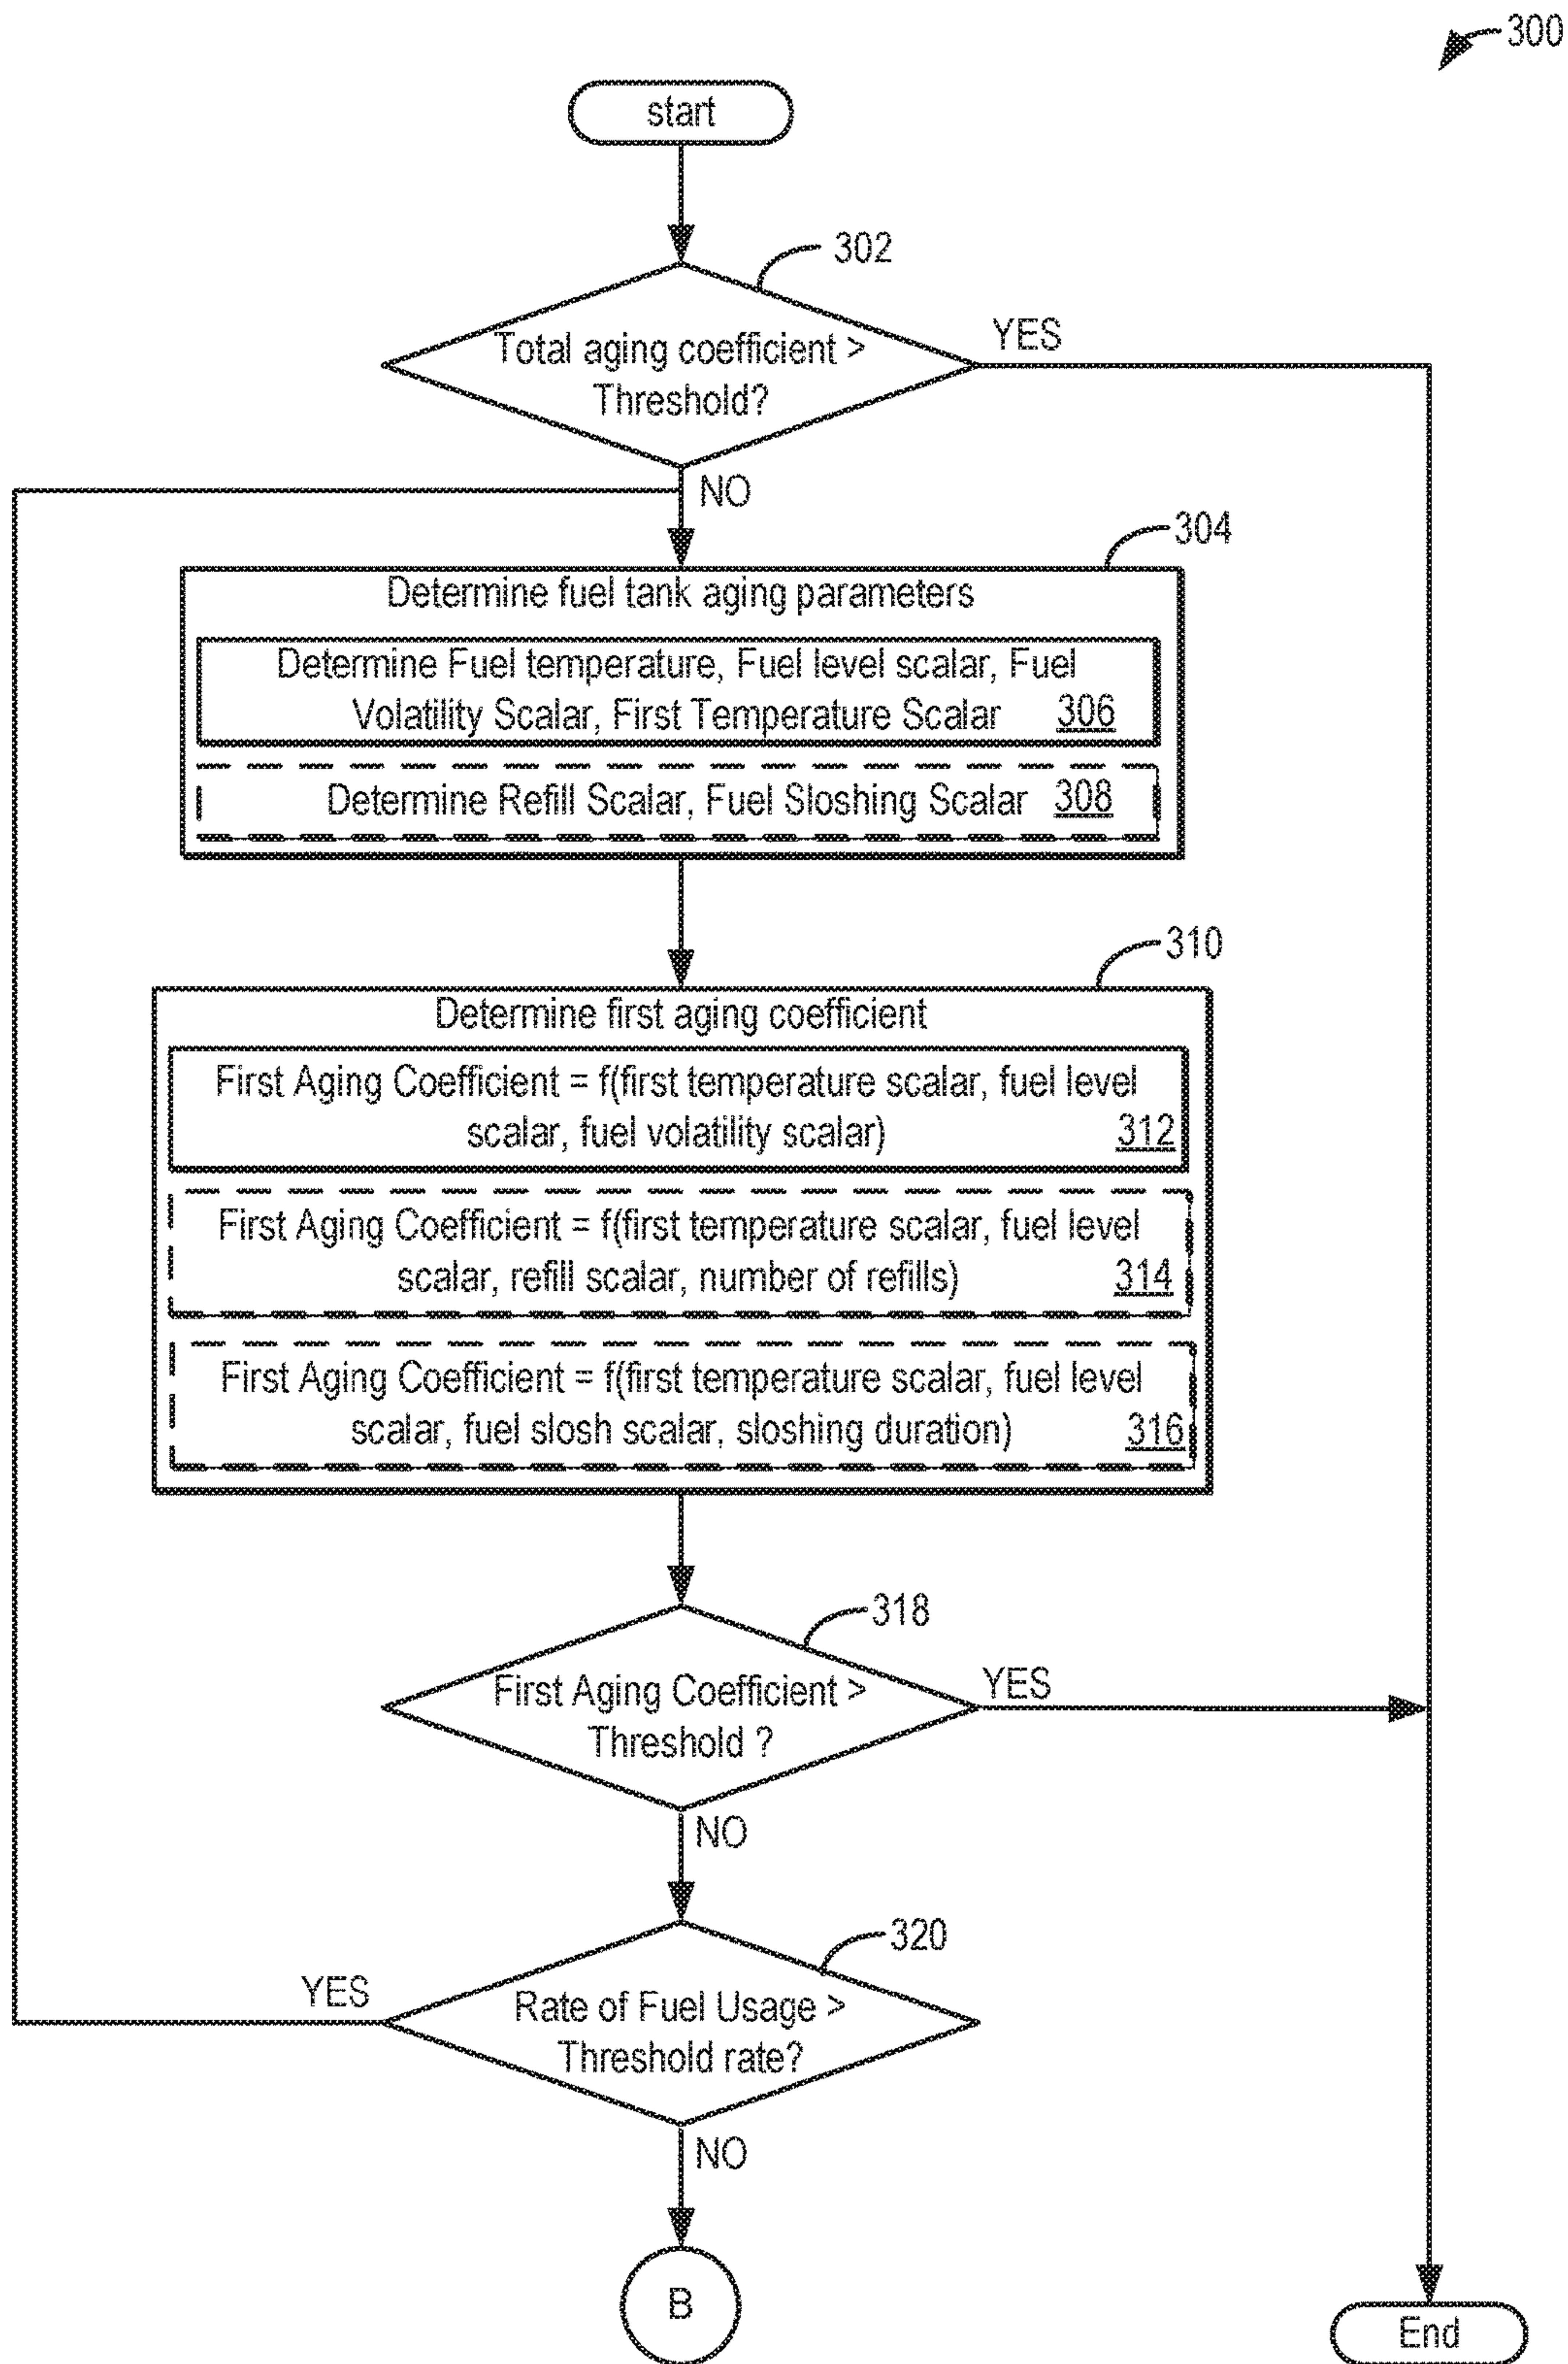 300
start
302
Total aging coefficient >
Threshold?
YES
NO
304
Determine fuel tank aging parameters
Determine Fuel temperature, Fuel level scalar, Fuel
Volatility Scalar, First Temperature Scalar 306
Determine Refill Scalar, Fuel Sloshing Scalar 308
310
Determine first aging coefficient
First Aging Coefficient = f(first temperature scalar, fuel level
scalar, fuel volatility scalar) 312
First Aging Coefficient = f(first temperature scalar, fuel level
scalar, refill scalar, number of refills) 314
First Aging Coefficient = f(first temperature scalar, fuel level
scalar, fuel slosh scalar, sloshing duration) 316
318
First Aging Coefficient >
Threshold ?
YES
NO
320
YES
Rate of Fuel Usage >
Threshold rate?
NO
B
End